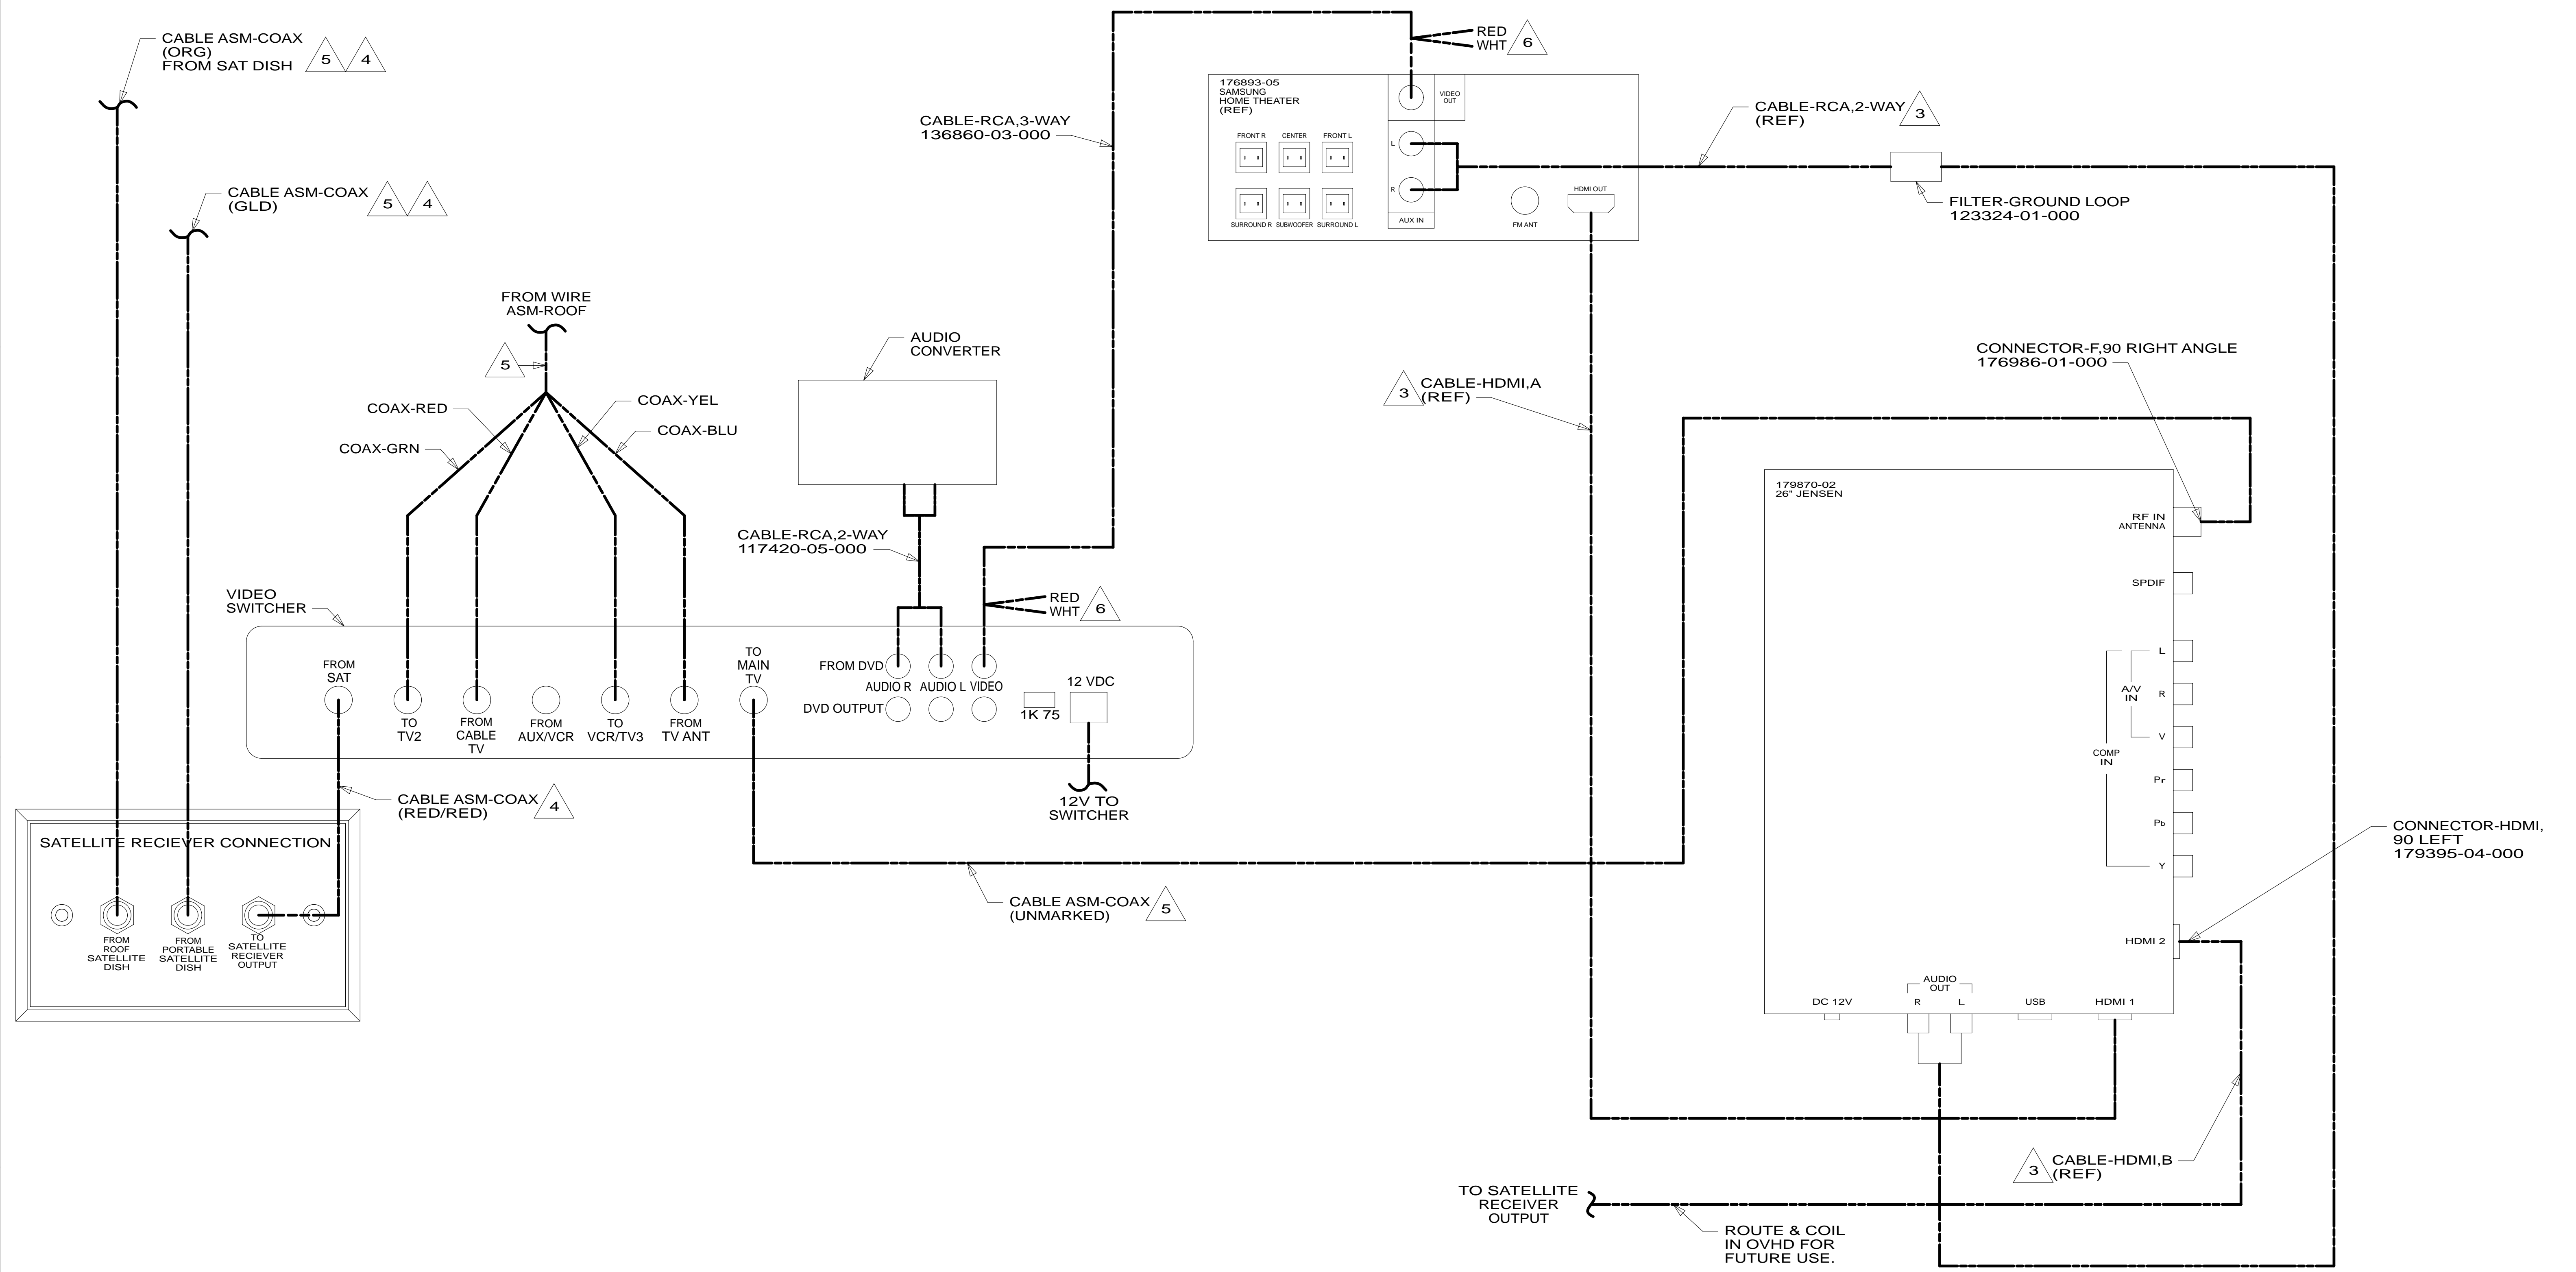 CABLE ASM-COAX
(ORG)
FROM SAT DISH
5
4
CABLE ASM-COAX
(GLD)
5
4
FROM WIRE
ASM-ROOF
5
COAX-RED
COAX-GRN
COAX-YEL
COAX-BLU
AUDIO
CONVERTER
CABLE-RCA,2-WAY
117420-05-000
CABLE-RCA,3-WAY
136860-03-000
RED
WHT
6
176893-05
SAMSUNG
HOME THEATER
(REF)
FRONT R
CENTER
FRONT L
SURROUND R
SUBWOOFER
SURROUND L
VIDEO
OUT
L
R
AUX IN
FM ANT
HDMI OUT
CABLE-RCA,2-WAY
(REF)
3
FILTER-GROUND LOOP
123324-01-000
CONNECTOR-F,90 RIGHT ANGLE
176986-01-000
3
CABLE-HDMI,A
(REF)
VIDEO
SWITCHER
FROM
SAT
TO
TV2
FROM
CABLE
TV
FROM
AUX/VCR
TO
VCR/TV3
FROM
TV ANT
TO
MAIN
TV
FROM DVD
AUDIO R
AUDIO L
VIDEO
DVD OUTPUT
RED
WHT
6
1K 75
12 VDC
12V TO
SWITCHER
CABLE ASM-COAX
(RED/RED)
4
SATELLITE RECIEVER CONNECTION
FROM
ROOF
SATELLITE
DISH
FROM
PORTABLE
SATELLITE
DISH
TO
SATELLITE
RECIEVER
OUTPUT
CABLE ASM-COAX
(UNMARKED)
5
179870-02
26" JENSEN
RF IN
ANTENNA
SPDIF
L
A/V
IN
R
V
COMP
IN
Pr
Pb
Y
HDMI 2
AUDIO
OUT
DC 12V
R
L
USB
HDMI 1
CONNECTOR-HDMI,
90 LEFT
179395-04-000
3
CABLE-HDMI,B
(REF)
TO SATELLITE
RECEIVER
OUTPUT
ROUTE & COIL
IN OVHD FOR
FUTURE USE.